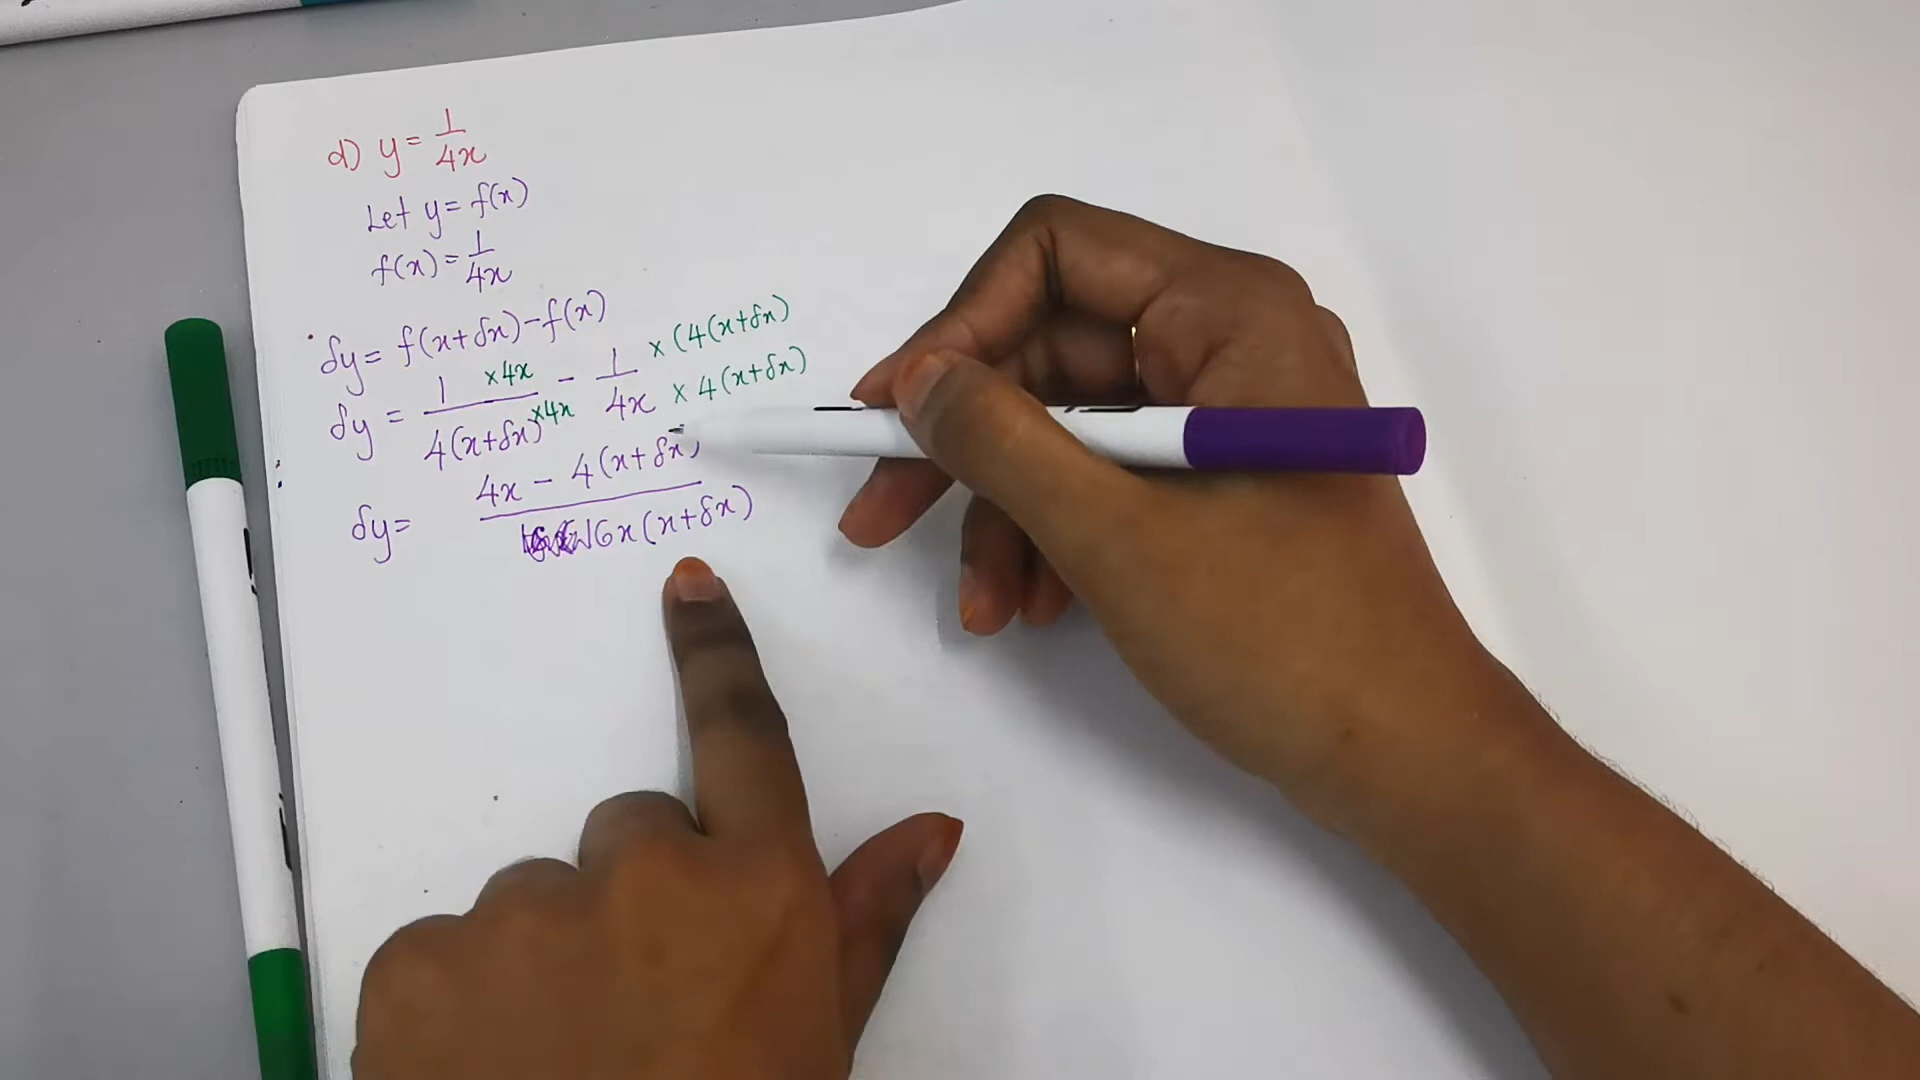 d) y = 1/4x
Let y = f(x)
f(x) = 1/4x
δy = f(x+δx) - f(x)
δy = 1 ×4x / 4(x+δx) ×4x - 1/4x × (4(x+δx) / × 4(x+δx)
δy = 4x - 4(x+δx) / 16x(x+δx)